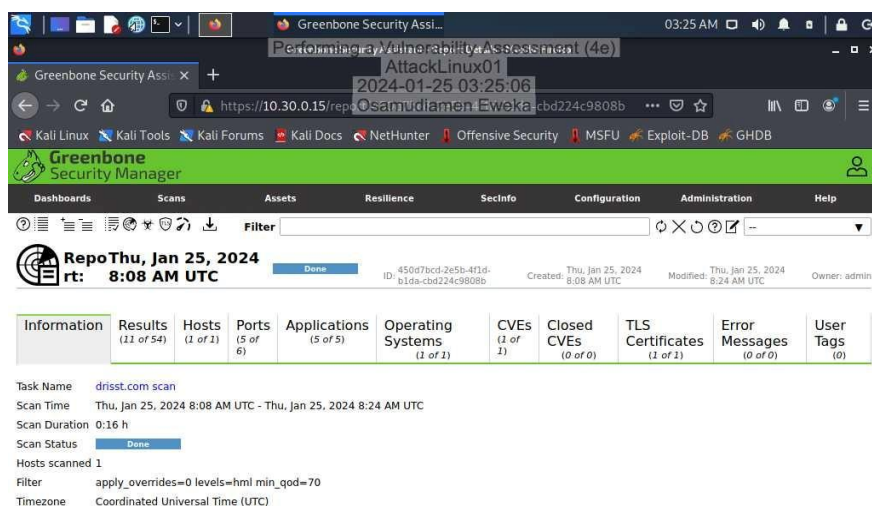 Greenbone Security Assi...
03:25 AM
Performing a Vulnerability Assessment (4e)
AttackLinux01
2024-01-25 03:25:06
Osamudiamen Eweka
Greenbone Security Assis
https://10.30.0.15/repo
cbd224c9808b
Kali Linux Kali Tools Kali Forums Kali Docs NetHunter Offensive Security MSFU Exploit-DB GHDB
Greenbone
Security Manager
Dashboards Scans Assets Resilience SecInfo Configuration Administration Help
Filter --
Repo
rt:
Thu, Jan 25, 2024
8:08 AM UTC
Done
ID: 450d7bcd-2e5b-4f1d-
b1da-cbd224c9808b
Created: Thu, Jan 25, 2024
8:08 AM UTC
Modified: Thu, Jan 25, 2024
8:24 AM UTC
Owner: admin
Information
Results
(11 of 54)
Hosts
(1 of 1)
Ports
(5 of
6)
Applications
(5 of 5)
Operating
Systems
(1 of 1)
CVEs
(1 of
1)
Closed
CVEs
(0 of 0)
TLS
Certificates
(1 of 1)
Error
Messages
(0 of 0)
User
Tags
(0)
Task Name drisst.com scan
Scan Time Thu, Jan 25, 2024 8:08 AM UTC - Thu, Jan 25, 2024 8:24 AM UTC
Scan Duration 0:16 h
Scan Status Done
Hosts scanned 1
Filter apply_overrides=0 levels=hml min_qod=70
Timezone Coordinated Universal Time (UTC)